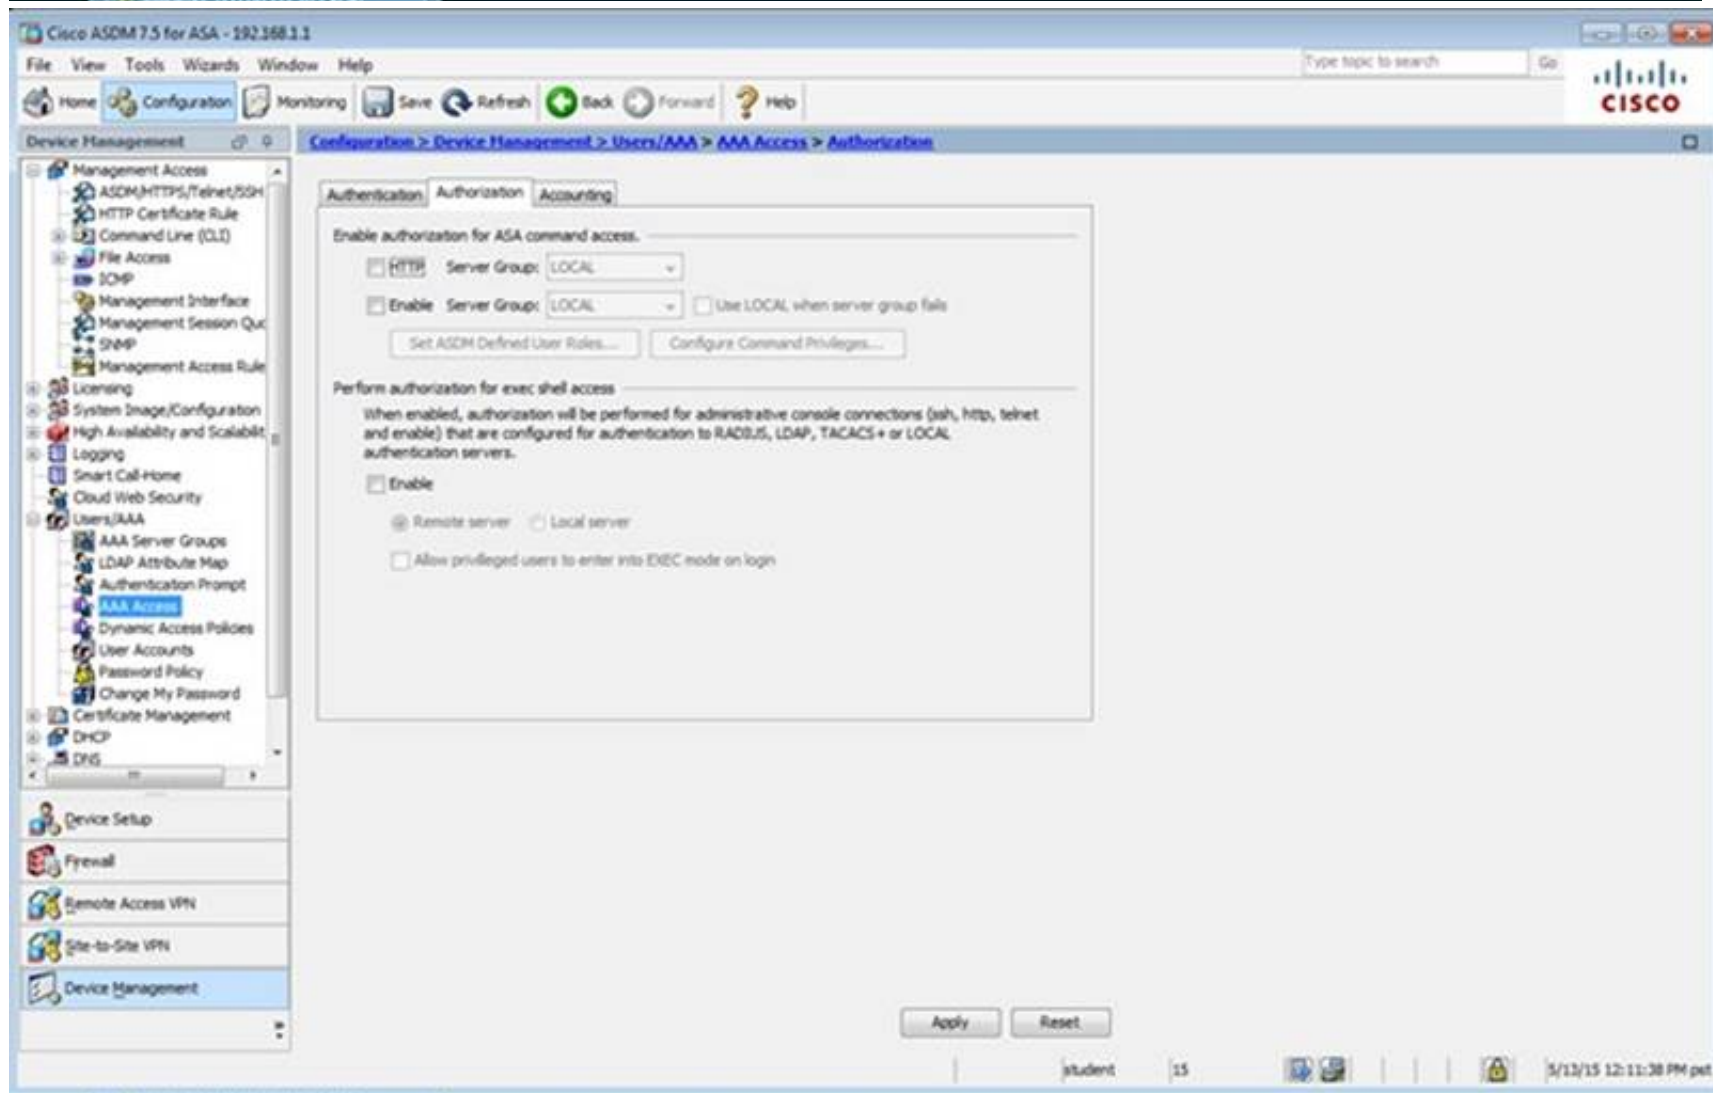 Cisco ASDM 7.5 for ASA - 192.168.1.1
File View Tools Wizards Window Help
Type topic to search Go
Home Configuration Monitoring Save Refresh Back Forward Help
CISCO
Device Management
Configuration > Device Management > Users/AAA > AAA Access > Authorization
Management Access
ASDM/HTTPS/Telnet/SSH
HTTP Certificate Rule
Command Line (CLI)
File Access
ICMP
Management Interface
Management Session Quo
SNMP
Management Access Rule
Licensing
System Image/Configuration
High Availability and Scalabilit
Logging
Smart Call-Home
Cloud Web Security
Users/AAA
AAA Server Groups
LDAP Attribute Map
Authentication Prompt
AAA Access
Dynamic Access Policies
User Accounts
Password Policy
Change My Password
Certificate Management
DHCP
DNS
Device Setup
Firewall
Remote Access VPN
Site-to-Site VPN
Device Management
Authentication Authorization Accounting
Enable authorization for ASA command access.
HTTP Server Group: LOCAL
Enable Server Group: LOCAL Use LOCAL when server group fails
Set ASDM Defined User Roles... Configure Command Privileges...
Perform authorization for exec shell access
When enabled, authorization will be performed for administrative console connections (ssh, http, telnet
and enable) that are configured for authentication to RADIUS, LDAP, TACACS+ or LOCAL
authentication servers.
Enable
Remote server Local server
Allow privileged users to enter into EXEC mode on login
Apply Reset
student 15 5/13/15 12:11:38 PM pst